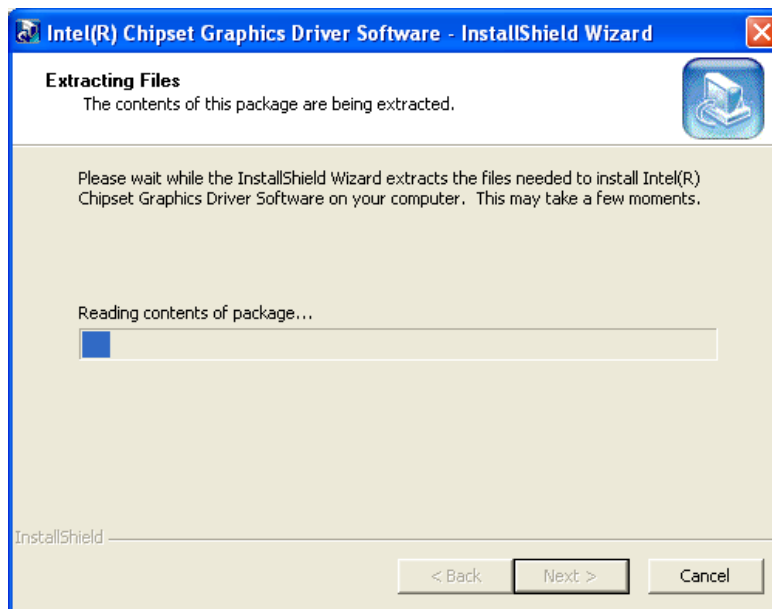 Intel(R) Chipset Graphics Driver Software - InstallShield Wizard
Extracting Files
The contents of this package are being extracted.
Please wait while the InstallShield Wizard extracts the files needed to install Intel(R)
Chipset Graphics Driver Software on your computer.  This may take a few moments.
Reading contents of package...
InstallShield
< Back
Next >
Cancel